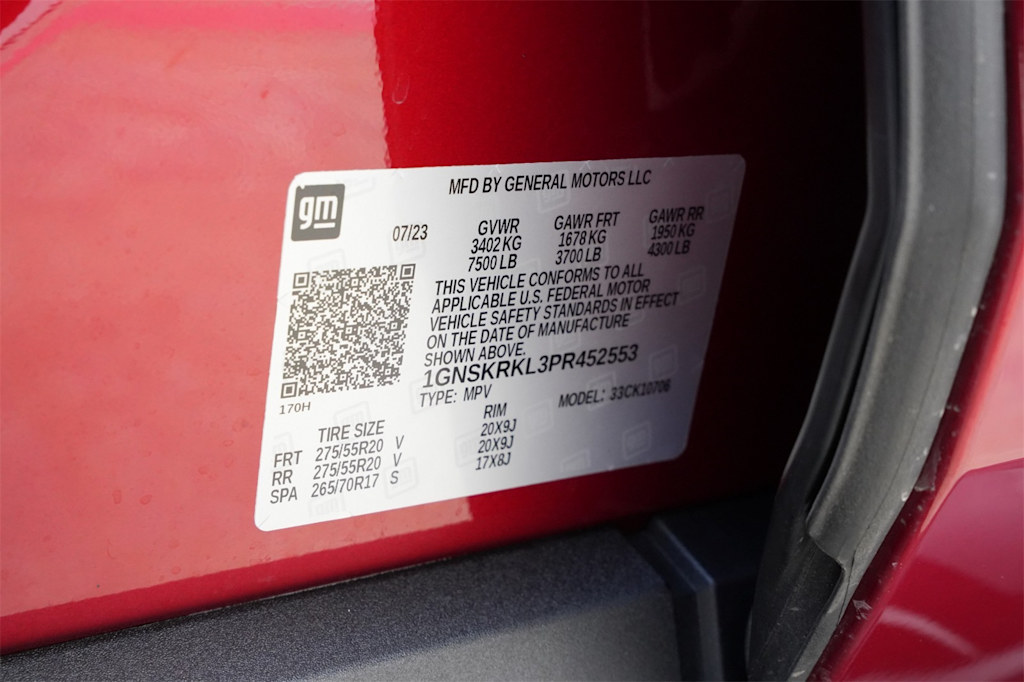 gm
MFD BY GENERAL MOTORS LLC
07/23 GVWR GAWR FRT GAWR RR
3402 KG 1678 KG 1950 KG
7500 LB 3700 LB 4300 LB
THIS VEHICLE CONFORMS TO ALL
APPLICABLE U.S. FEDERAL MOTOR
VEHICLE SAFETY STANDARDS IN EFFECT
ON THE DATE OF MANUFACTURE
SHOWN ABOVE.
1GNSKRKL3PR452553
170H
TYPE: MPV MODEL: 33CK10706
TIRE SIZE RIM
FRT 275/55R20 V 20X9J
RR 275/55R20 V 20X9J
SPA 265/70R17 S 17X8J